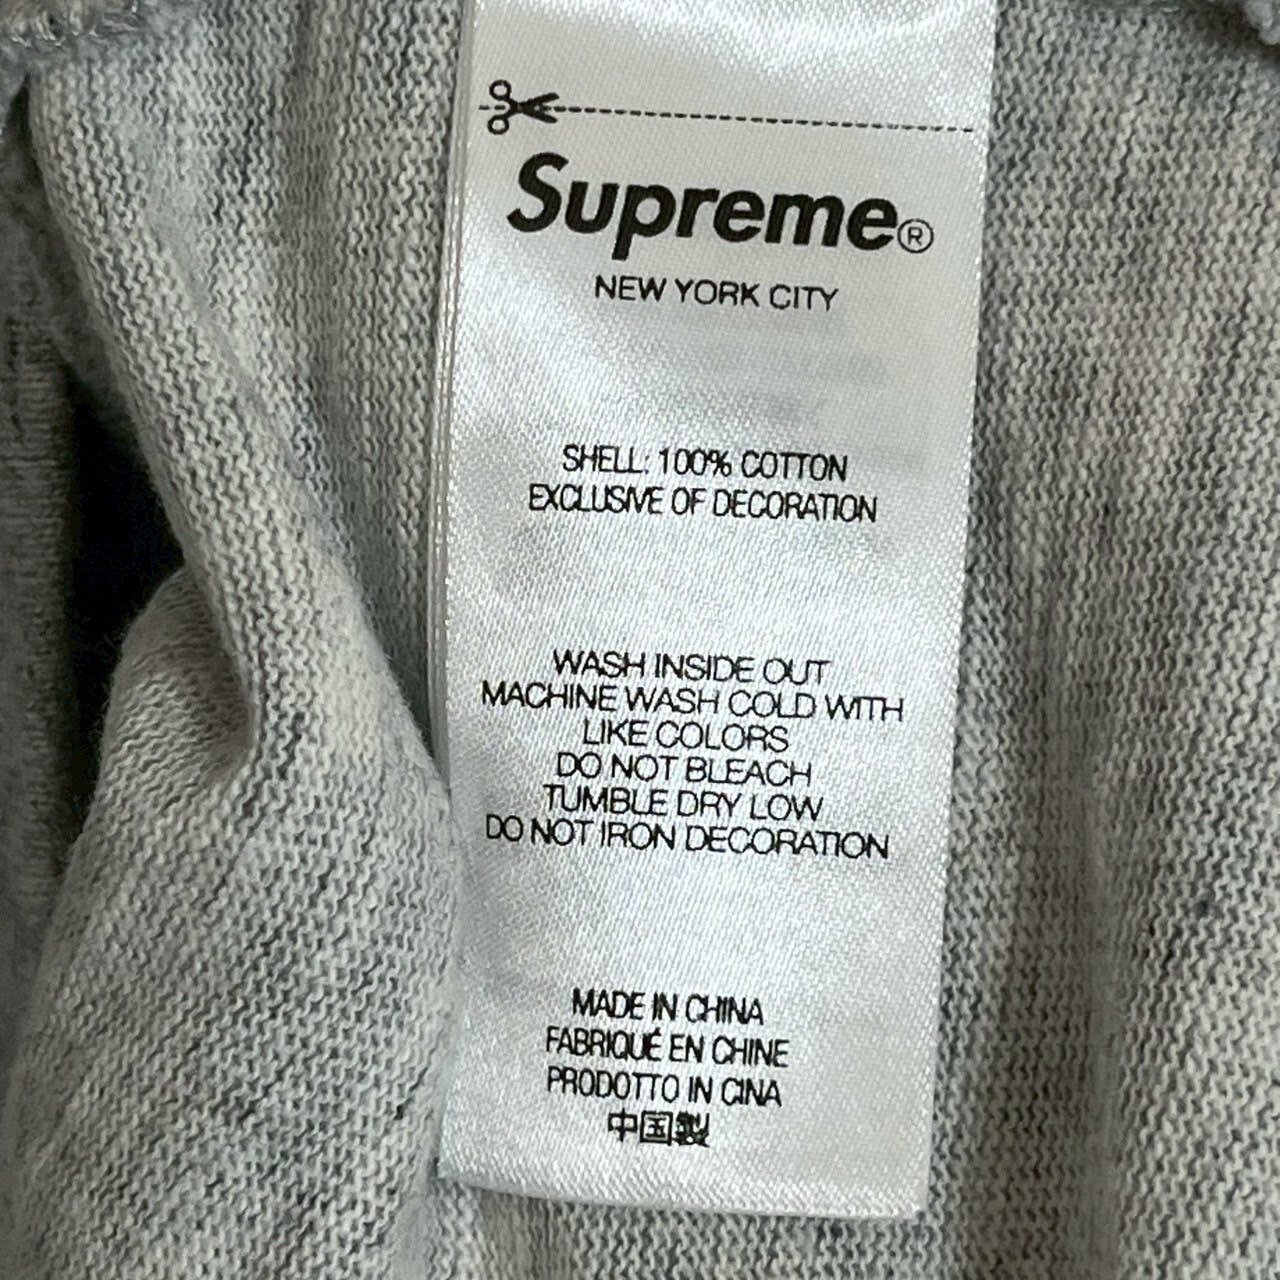 Supreme®
NEW YORK CITY
SHELL: 100% COTTON
EXCLUSIVE OF DECORATION
WASH INSIDE OUT
MACHINE WASH COLD WITH
LIKE COLORS
DO NOT BLEACH
TUMBLE DRY LOW
DO NOT IRON DECORATION
MADE IN CHINA
FABRIQUÉ EN CHINE
PRODOTTO IN CINA
中国製